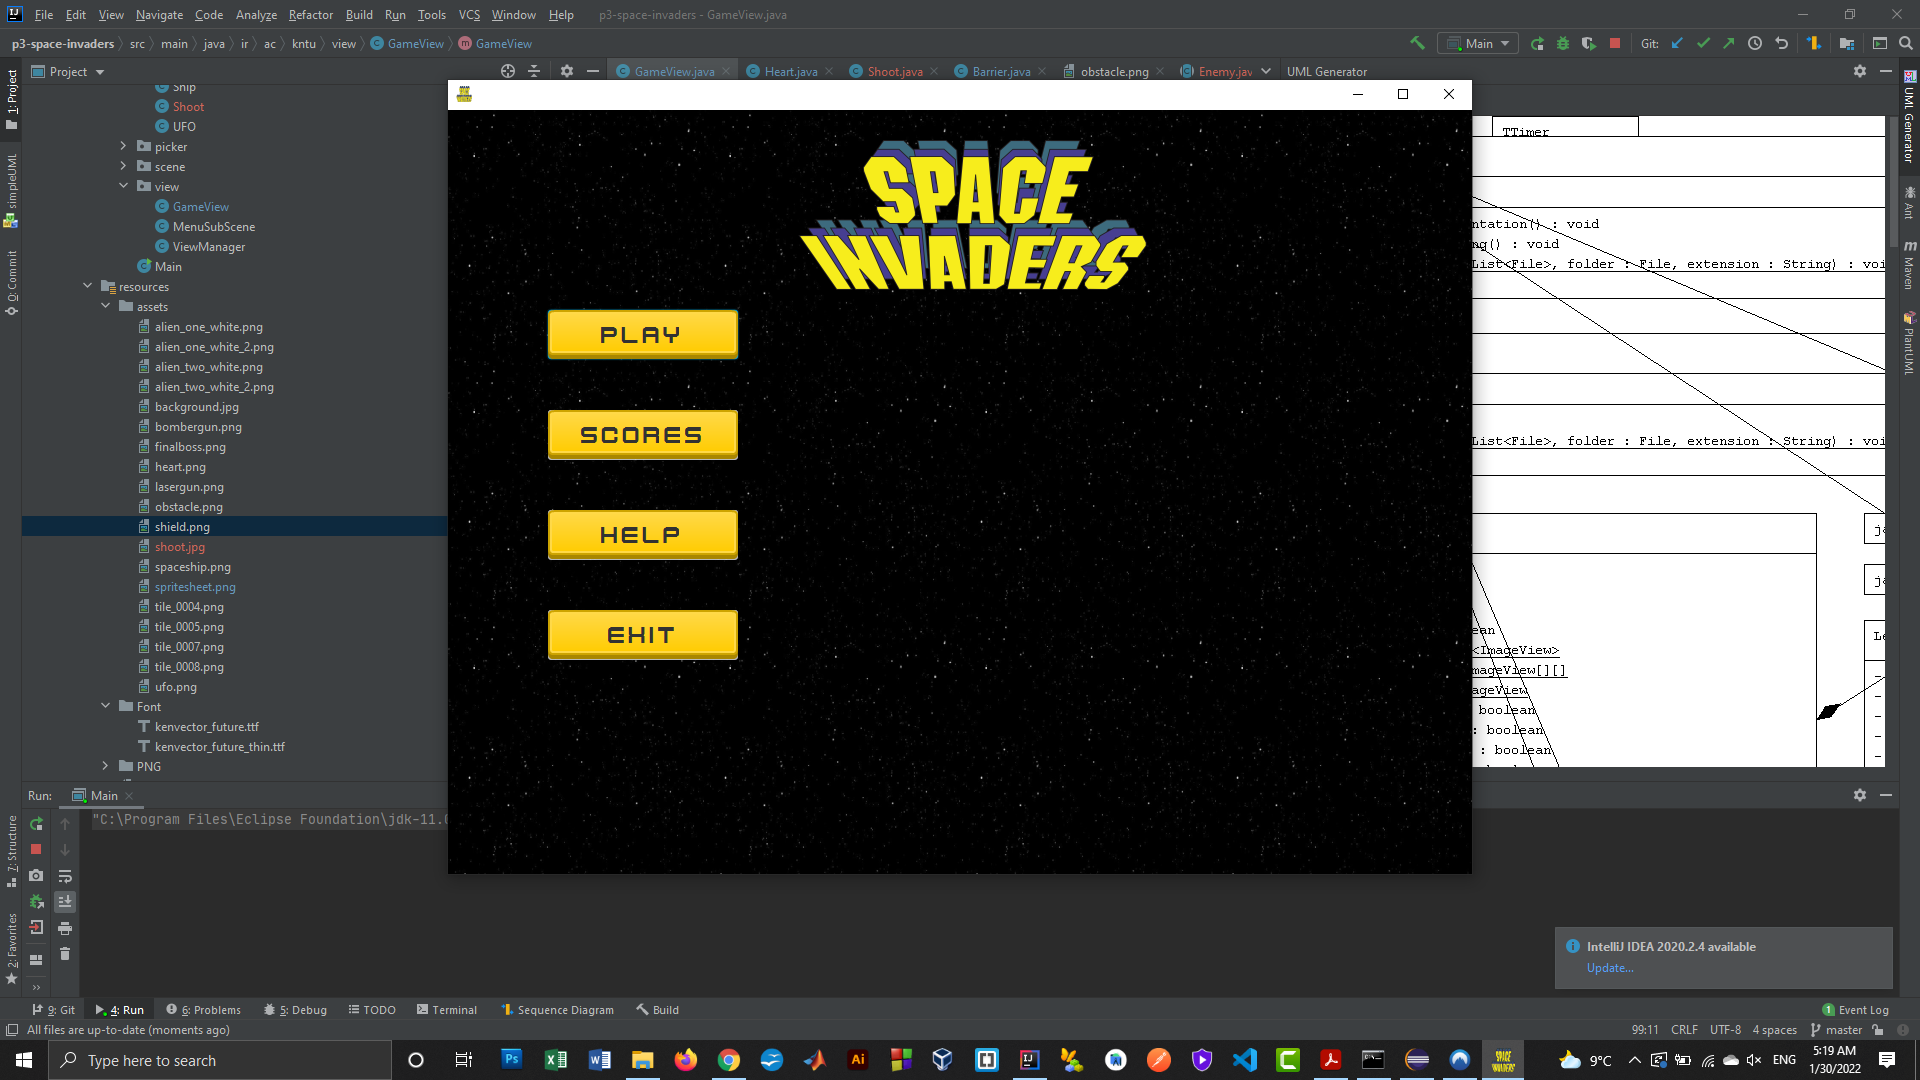 File Edit View Navigate Code Analyze Refactor Build Run Tools VCS Window Help p3-space-invaders - GameView.java
p3-space-invaders src main java ir ac kntu view GameView GameView
Main Git:
Project
GameView.java Heart.java Shoot.java Barrier.java obstacle.png Enemy.jav UML Generator
Ship
Shoot
UFO
picker
scene
view
GameView
MenuSubScene
ViewManager
Main
resources
assets
alien_one_white.png
alien_one_white_2.png
alien_two_white.png
alien_two_white_2.png
background.jpg
bombergun.png
finalboss.png
heart.png
lasergun.png
obstacle.png
shield.png
shoot.jpg
spaceship.png
spritesheet.png
tile_0004.png
tile_0005.png
tile_0007.png
tile_0008.png
ufo.png
Font
kenvector_future.ttf
kenvector_future_thin.ttf
PNG
1: Project
simpleUML
0: Commit
7: Structure
2: Favorites
SPACE
INVADERS
PLAY
SCORES
HELP
EXIT
TTimer
ntation() : void
ng() : void
List<File>, folder : File, extension : String) : voi
List<File>, folder : File, extension : String) : voi
ean
<ImageView>
mageView[][]
ageView
boolean
: boolean
: boolean
UML Generator
Ant
Maven
PlantUML
Run: Main
"C:\Program Files\Eclipse Foundation\jdk-11.0
IntelliJ IDEA 2020.2.4 available
Update...
9: Git 4: Run 6: Problems 5: Debug TODO Terminal Sequence Diagram Build 1 Event Log
All files are up-to-date (moments ago) 99:11 CRLF UTF-8 4 spaces master
Type here to search
9°C ENG 5:19 AM
1/30/2022